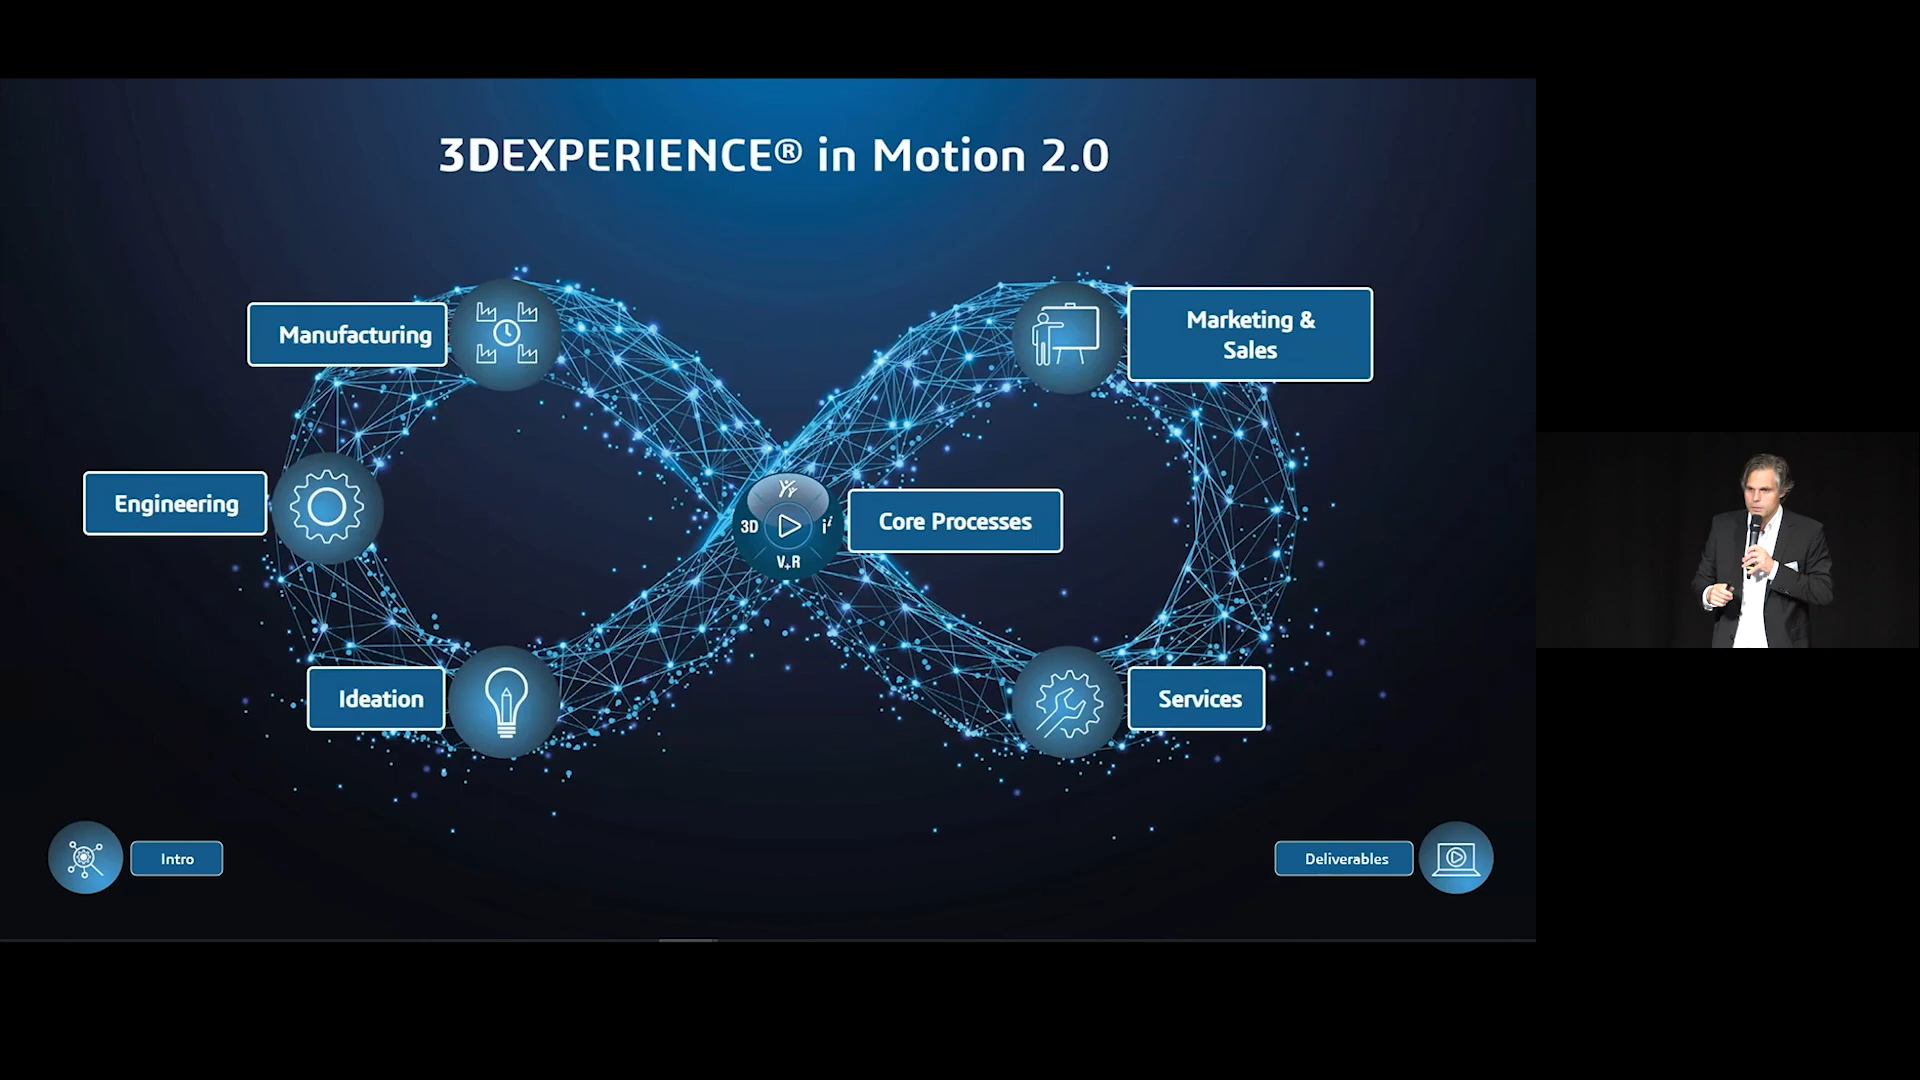 3DEXPERIENCE® in Motion 2.0
Manufacturing
Marketing &
Sales
Engineering
3D
V+R
Core Processes
Ideation
Services
Intro
Deliverables